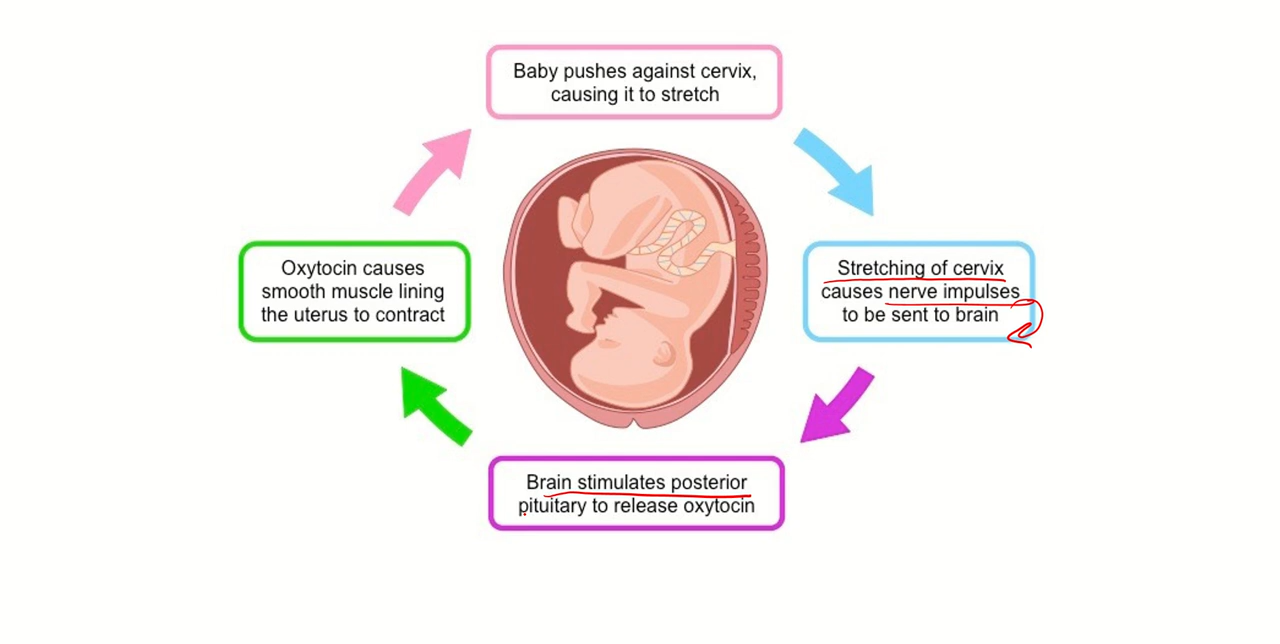 Baby pushes against cervix,
causing it to stretch
Stretching of cervix
causes nerve impulses
to be sent to brain
Brain stimulates posterior
pituitary to release oxytocin
Oxytocin causes
smooth muscle lining
the uterus to contract